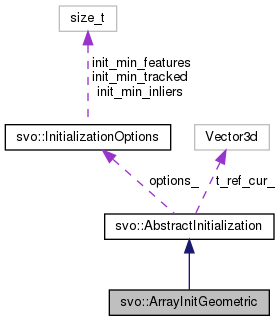 size_t
init_min_features
init_min_tracked
init_min_inliers
svo::InitializationOptions
Vector3d
options_
t_ref_cur_
svo::AbstractInitialization
svo::ArrayInitGeometric